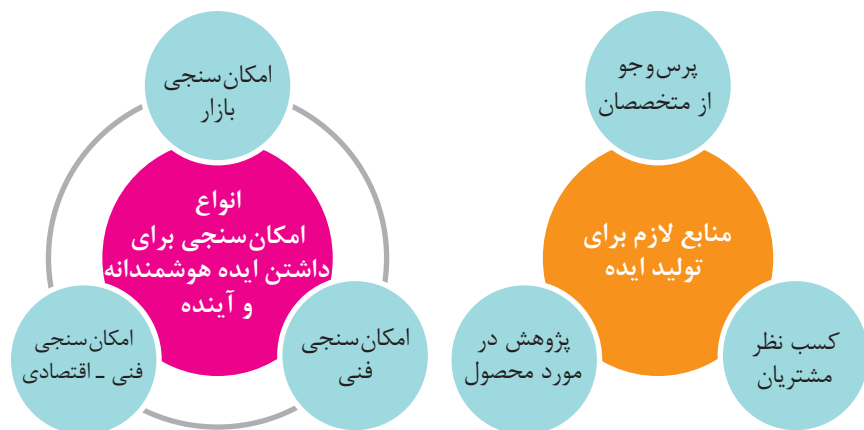 پرس‌وجو
از متخصصان
منابع لازم برای
تولید ایده
کسب نظر
مشتریان
پژوهش در
مورد محصول
امکان‌سنجی
بازار
انواع
امکان‌سنجی برای
داشتن ایده هوشمندانه
و آینده
امکان‌سنجی
فنی
امکان‌سنجی
فنی ـ اقتصادی